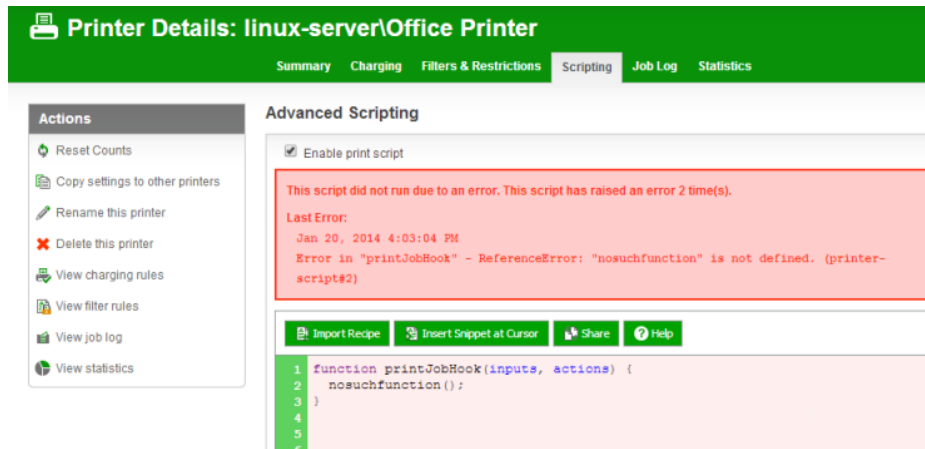 Printer Details: linux-server\Office Printer
Summary Charging Filters & Restrictions Scripting Job Log Statistics
Actions
Reset Counts
Copy settings to other printers
Rename this printer
Delete this printer
View charging rules
View filter rules
View job log
View statistics
Advanced Scripting
Enable print script
This script did not run due to an error. This script has raised an error 2 time(s).
Last Error:
Jan 20, 2014 4:03:04 PM
Error in "printJobHook" - ReferenceError: "nosuchfunction" is not defined. (printer-
script#2)
Import Recipe Insert Snippet at Cursor Share Help
1 function printJobHook(inputs, actions) {
2 nosuchfunction();
3 }
4
5